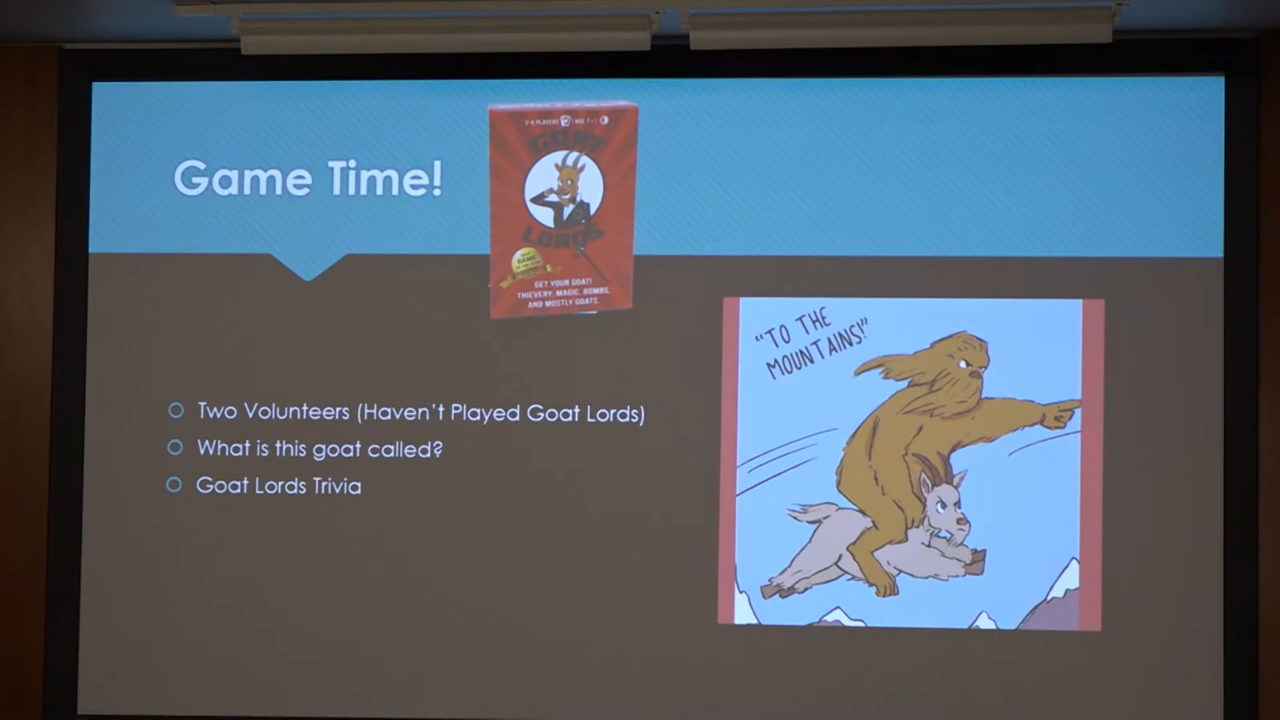 Game Time!
2-6 PLAYERS
AGE 7+
GOAT
LORDS
GET YOUR GOAT!
THIEVERY, MAGIC, BOMBS,
AND MOSTLY GOATS.
"TO THE
MOUNTAINS!"
Two Volunteers (Haven't Played Goat Lords)
What is this goat called?
Goat Lords Trivia